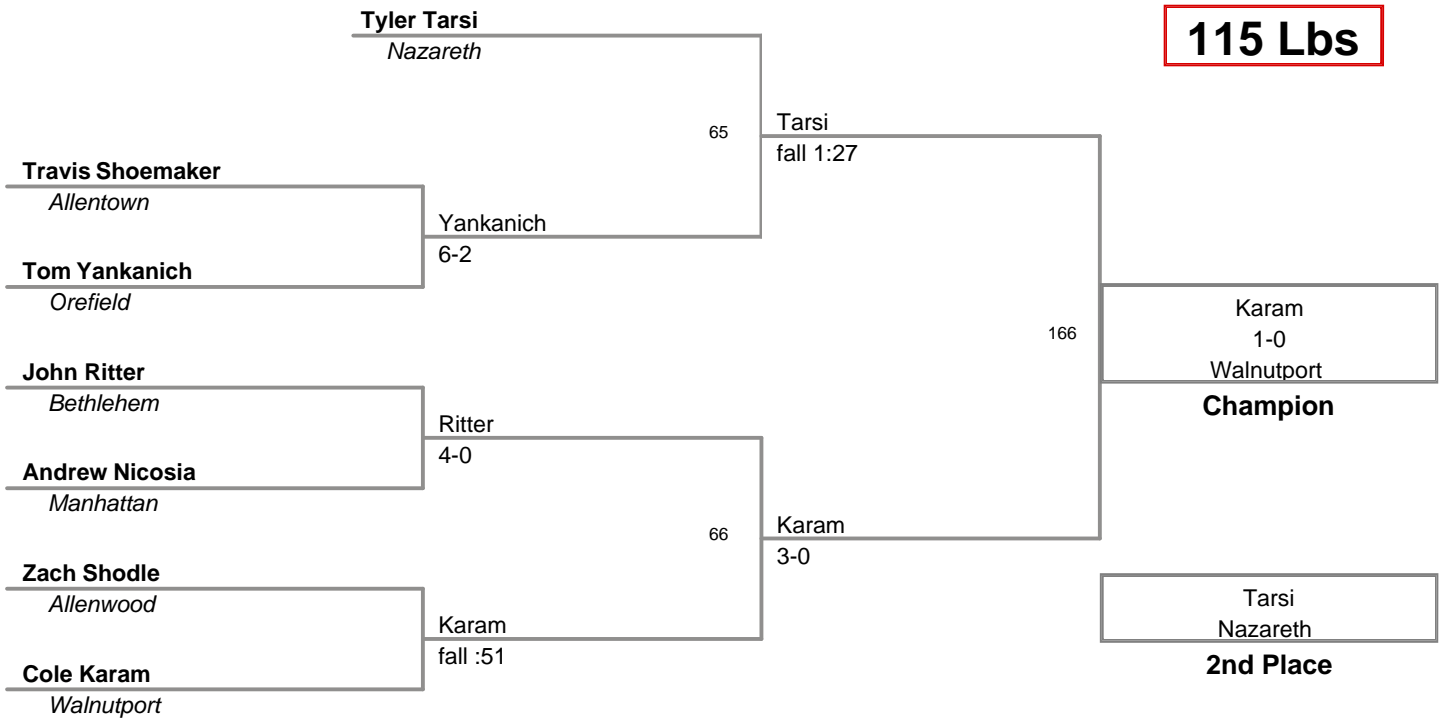 Tyler Tarsi
Nazareth
115 Lbs
65
Tarsi
fall 1:27
Travis Shoemaker
Allentown
Yankanich
6-2
Tom Yankanich
Orefield
166
Karam
1-0
Walnutport
Champion
John Ritter
Bethlehem
Ritter
4-0
Andrew Nicosia
Manhattan
66
Karam
3-0
Zach Shodle
Allenwood
Karam
fall :51
Cole Karam
Walnutport
Tarsi
Nazareth
2nd Place